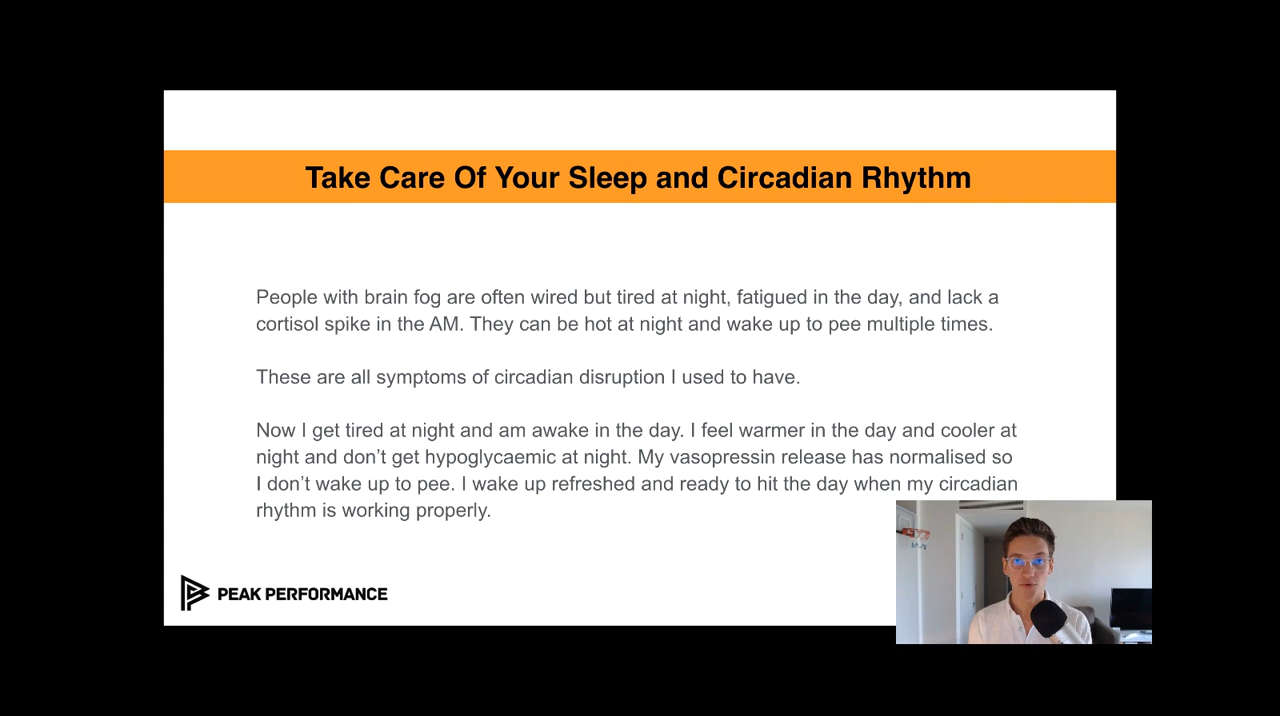 Take Care Of Your Sleep and Circadian Rhythm
People with brain fog are often wired but tired at night, fatigued in the day, and lack a
cortisol spike in the AM. They can be hot at night and wake up to pee multiple times.
These are all symptoms of circadian disruption I used to have.
Now I get tired at night and am awake in the day. I feel warmer in the day and cooler at
night and don't get hypoglycaemic at night. My vasopressin release has normalised so
I don't wake up to pee. I wake up refreshed and ready to hit the day when my circadian
rhythm is working properly.
PEAK PERFORMANCE